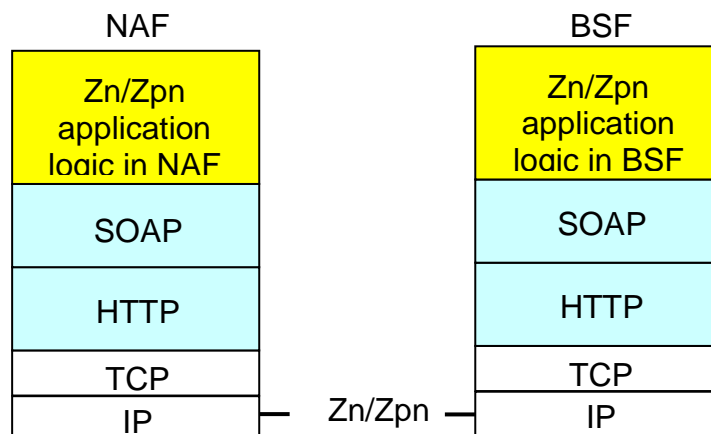 NAF
Zn/Zpn
application
logic in NAF
SOAP
HTTP
TCP
IP
Zn/Zpn
BSF
Zn/Zpn
application
logic in BSF
SOAP
HTTP
TCP
IP